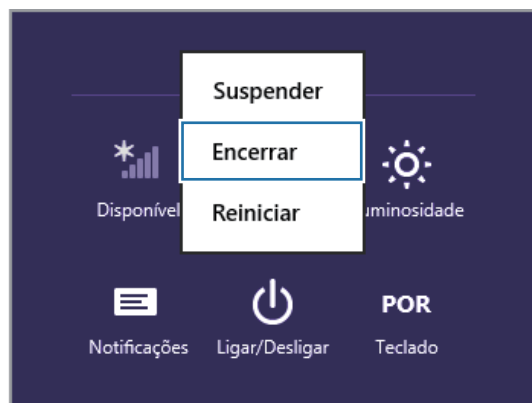 Suspender
Encerrar
Reiniciar
Disponível
uminosidade
POR
Notificações
Ligar/Desligar
Teclado